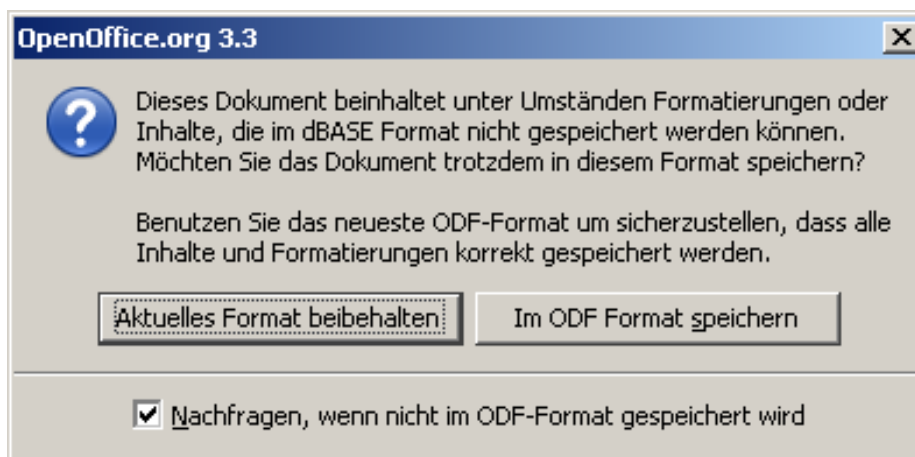 OpenOffice.org 3.3
Dieses Dokument beinhaltet unter Umständen Formatierungen oder
Inhalte, die im dBASE Format nicht gespeichert werden können.
Möchten Sie das Dokument trotzdem in diesem Format speichern?
Benutzen Sie das neueste ODF-Format um sicherzustellen, dass alle
Inhalte und Formatierungen korrekt gespeichert werden.
Aktuelles Format beibehalten
Im ODF Format speichern
Nachfragen, wenn nicht im ODF-Format gespeichert wird